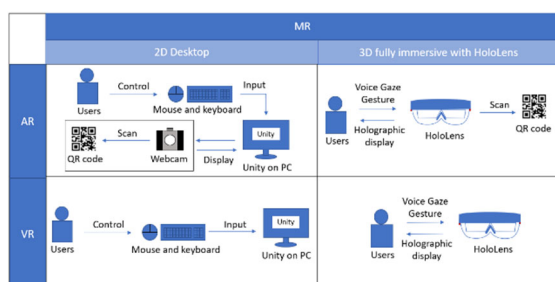 MR
2D Desktop
3D fully immersive with HoloLens
AR
Users
Control
Mouse and keyboard
Input
Unity
Unity on PC
Scan
QR code
Webcam
Display
Voice Gaze
Gesture
Holographic
display
Users
HoloLens
Scan
QR code
VR
Users
Control
Mouse and keyboard
Input
Unity
Unity on PC
Voice Gaze
Gesture
Holographic
display
Users
HoloLens